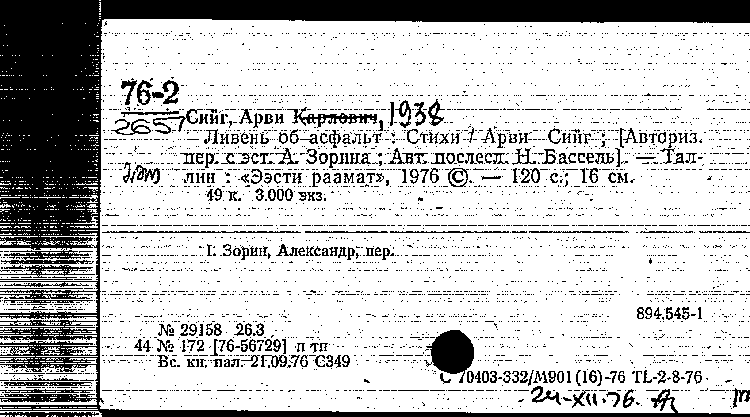 76-2
2657
Сийг, Арви Карлович, 1938
Ливень об асфальт : Стихи / Арви Сийг ; [Авториз.
пер. с эст. А. Зорина ; Авт. послесл. Н. Бассель]. — Тал-
лин : «Ээсти раамат», 1976 ©. — 120 с.; 16 см.
49 к. 3.000 экз.
I. Зорин, Александр, пер.
894.545-1
№ 29158 26.3
44 № 172 [76-56729] п тп
Вс. кн. пал. 21.09.76 С349
С 70403-332/М901(16)-76 TL-2-8-76
24-XII-76.